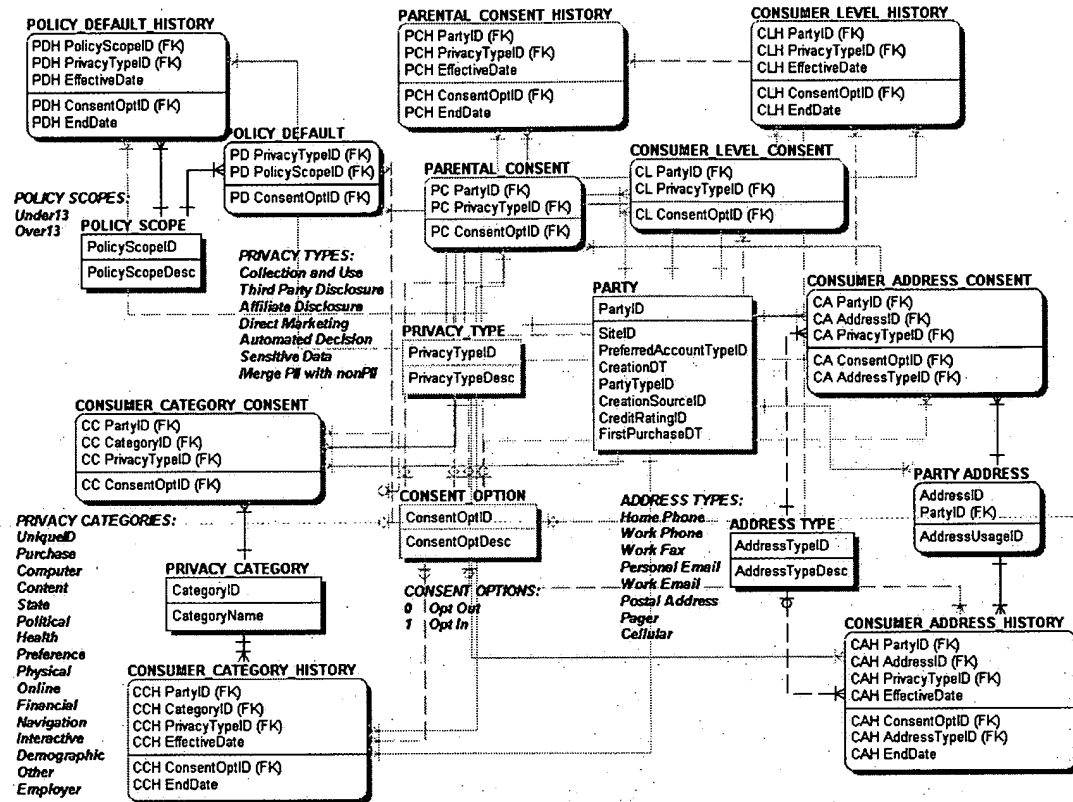 POLICY_DEFAULT_HISTORY
PDH PolicyScopeID (FK)
PDH PrivacyTypeID (FK)
PDH EffectiveDate
PDH ConsentOptID (FK)
PDH EndDate
PARENTAL_CONSENT_HISTORY
PCH PartyID (FK)
PCH PrivacyTypeID (FK)
PCH EffectiveDate
PCH ConsentOptID (FK)
PCH EndDate
CONSUMER_LEVEL_HISTORY
CLH PartyID (FK)
CLH PrivacyTypeID (FK)
CLH EffectiveDate
CLH ConsentOptID (FK)
CLH EndDate
POLICY_DEFAULT
PD PrivacyTypeID (FK)
PD PolicyScopeID (FK)
PD ConsentOptID (FK)
PARENTAL_CONSENT
PC PartyID (FK)
PC PrivacyTypeID (FK)
PC ConsentOptID (FK)
CONSUMER_LEVEL_CONSENT
CL PartyID (FK)
CL PrivacyTypeID (FK)
CL ConsentOptID (FK)
POLICY SCOPES:
Under13
Over13
POLICY_SCOPE
PolicyScopeID
PolicyScopeDesc
PRIVACY TYPES:
Collection and Use
Third Party Disclosure
Affiliate Disclosure
Direct Marketing
Automated Decision
Sensitive Data
Merge PII with nonPII
PRIVACY_TYPE
PrivacyTypeID
PrivacyTypeDesc
PARTY
PartyID
SiteID
PreferredAccountTypeID
CreationDT
PartyTypeID
CreationSourceID
CreditRatingID
FirstPurchaseDT
CONSUMER_ADDRESS_CONSENT
CA PartyID (FK)
CA AddressID (FK)
CA PrivacyTypeID (FK)
CA ConsentOptID (FK)
CA AddressTypeID (FK)
CONSUMER_CATEGORY_CONSENT
CC PartyID (FK)
CC CategoryID (FK)
CC PrivacyTypeID (FK)
CC ConsentOptID (FK)
PRIVACY CATEGORIES:
UniqueID
Purchase
Computer
Content
State
Political
Health
Preference
Physical
Online
Financial
Navigation
Interactive
Demographic
Other
Employer
PRIVACY_CATEGORY
CategoryID
CategoryName
CONSENT_OPTION
ConsentOptID
ConsentOptDesc
CONSENT OPTIONS:
0 Opt Out
1 Opt In
ADDRESS TYPES:
Home Phone
Work Phone
Work Fax
Personal Email
Work Email
Postal Address
Pager
Cellular
ADDRESS TYPE
AddressTypeID
AddressTypeDesc
PARTY ADDRESS
AddressID
PartyID (FK)
AddressUsageID
CONSUMER_CATEGORY_HISTORY
CCH PartyID (FK)
CCH CategoryID (FK)
CCH PrivacyTypeID (FK)
CCH EffectiveDate
CCH ConsentOptID (FK)
CCH EndDate
CONSUMER_ADDRESS_HISTORY
CAH PartyID (FK)
CAH AddressID (FK)
CAH PrivacyTypeID (FK)
CAH EffectiveDate
CAH ConsentOptID (FK)
CAH AddressTypeID (FK)
CAH EndDate